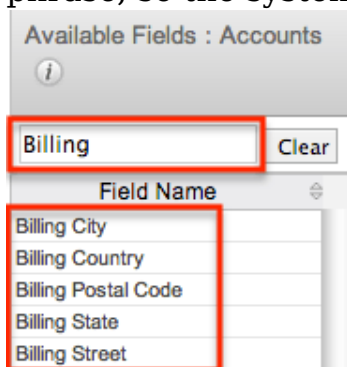 phrase, so the system
Available Fields : Accounts
i
Billing
Clear
Field Name
Billing City
Billing Country
Billing Postal Code
Billing State
Billing Street